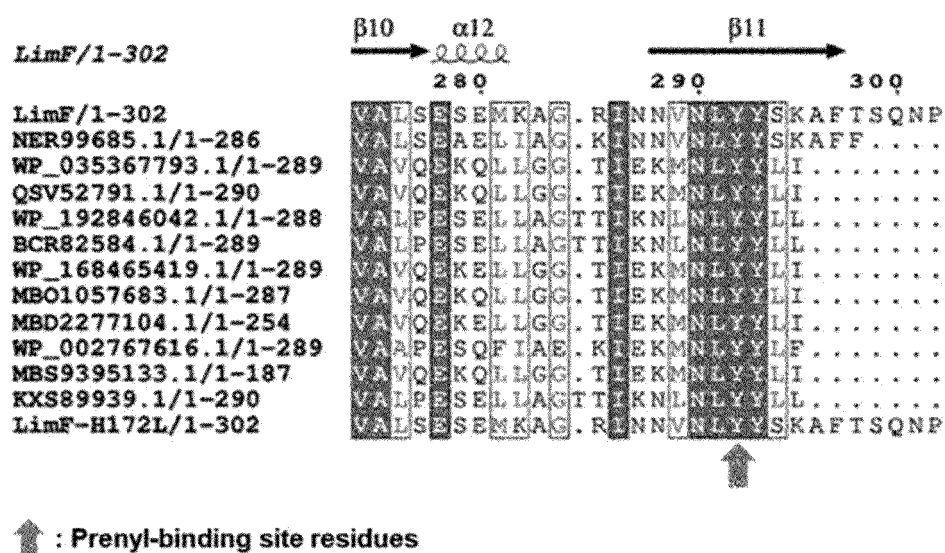 β10 α12 β11
LimF/1-302
280 290 300
LimF/1-302 VALSESEMKAG.RINNVNLYYSKAFTSQNP
NER99685.1/1-286 VALSEAELIAG.KINNVNLYYSKAFF....
WP_035367793.1/1-289 VAVQEKQLLGG.TIEKMNLYYLI.......
QSV52791.1/1-290 VAVQEKQLLGG.TIEKMNLYYLI.......
WP_192846042.1/1-288 VALPESELLAGTTIKNLNLYYLL.......
BCR82584.1/1-289 VALPESELLAGTTIKNLNLYYLL.......
WP_168465419.1/1-289 VAVQEKELLGG.TIEKMNLYYLI.......
MBO1057683.1/1-287 VAVQEKQLLGG.TIEKMNLYYLI.......
MBD2277104.1/1-254 VAVQEKELLGG.TIEKMNLYYLI.......
WP_002767616.1/1-289 VAAPESQFIAE.KIEKMNLYYLF.......
MBS9395133.1/1-187 VAVQEKQLLGG.TIEKMNLYYLI.......
KXS89939.1/1-290 VALPESELLAGTTIKNLNLYYLL.......
LimF-H172L/1-302 VALSESEMKAG.RINNVNLYYSKAFTSQNP
: Prenyl-binding site residues